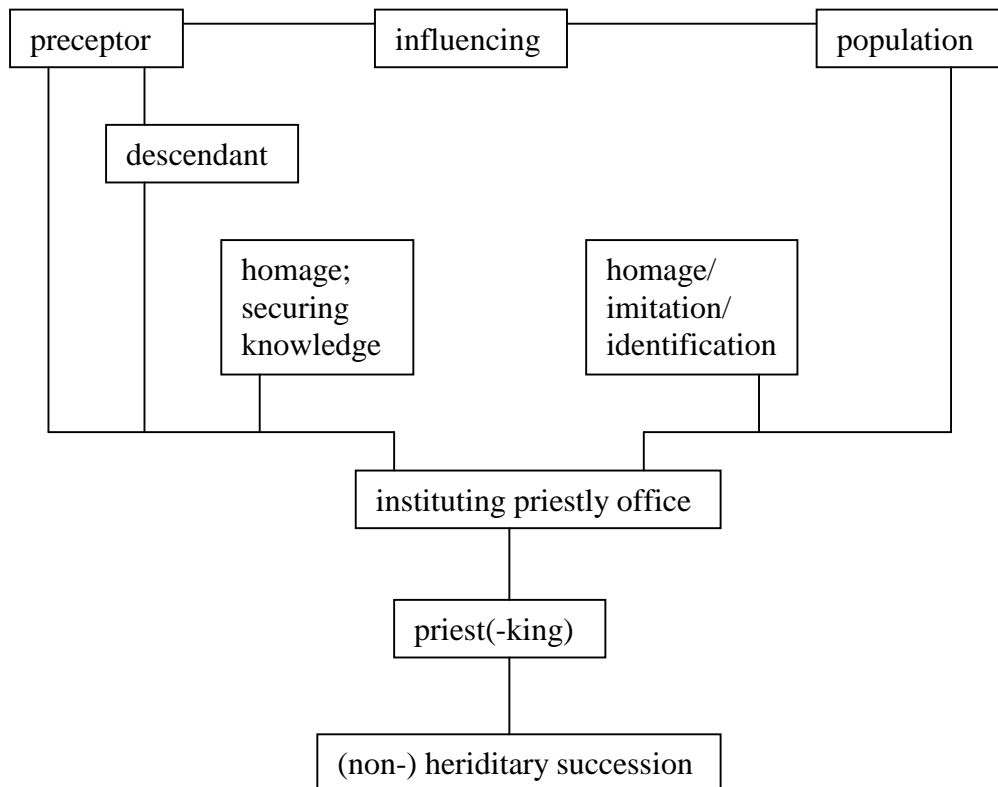 preceptor
influencing
population
descendant
homage;
securing
knowledge
homage/
imitation/
identification
instituting priestly office
priest(-king)
(non-) heriditary succession